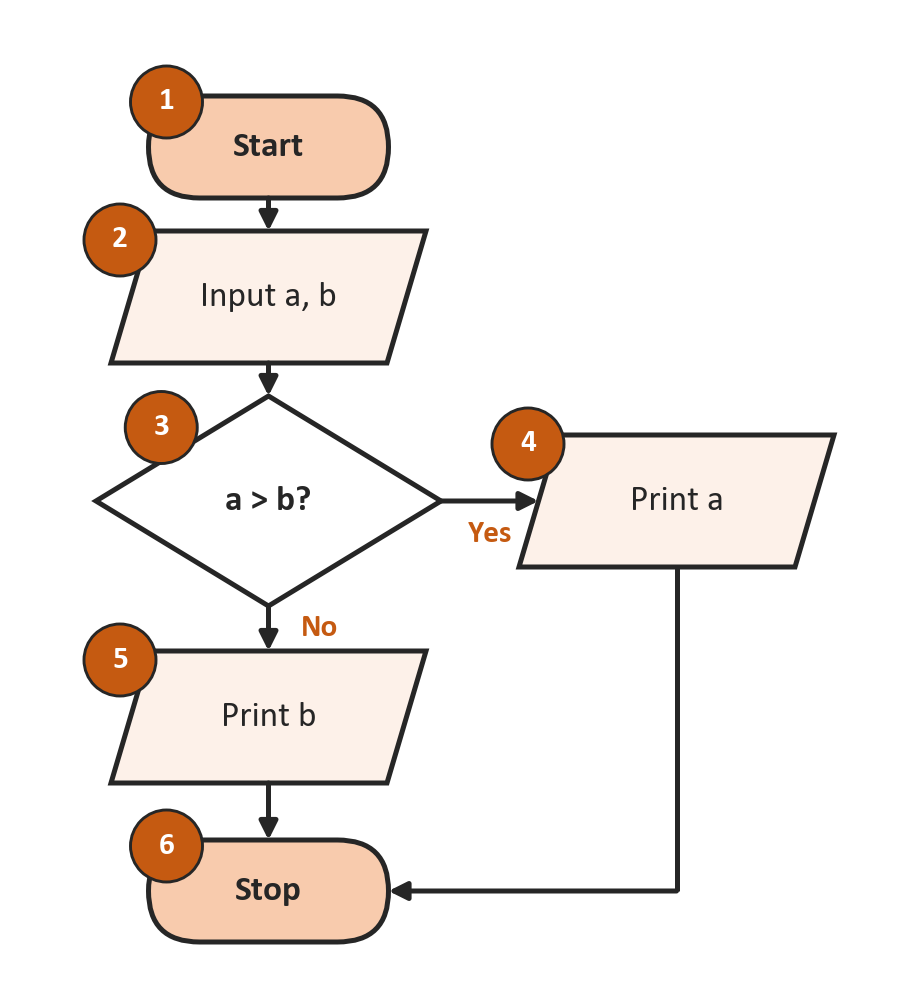 1
Start
2
Input a, b
3
a > b?
Yes
4
Print a
No
5
Print b
6
Stop